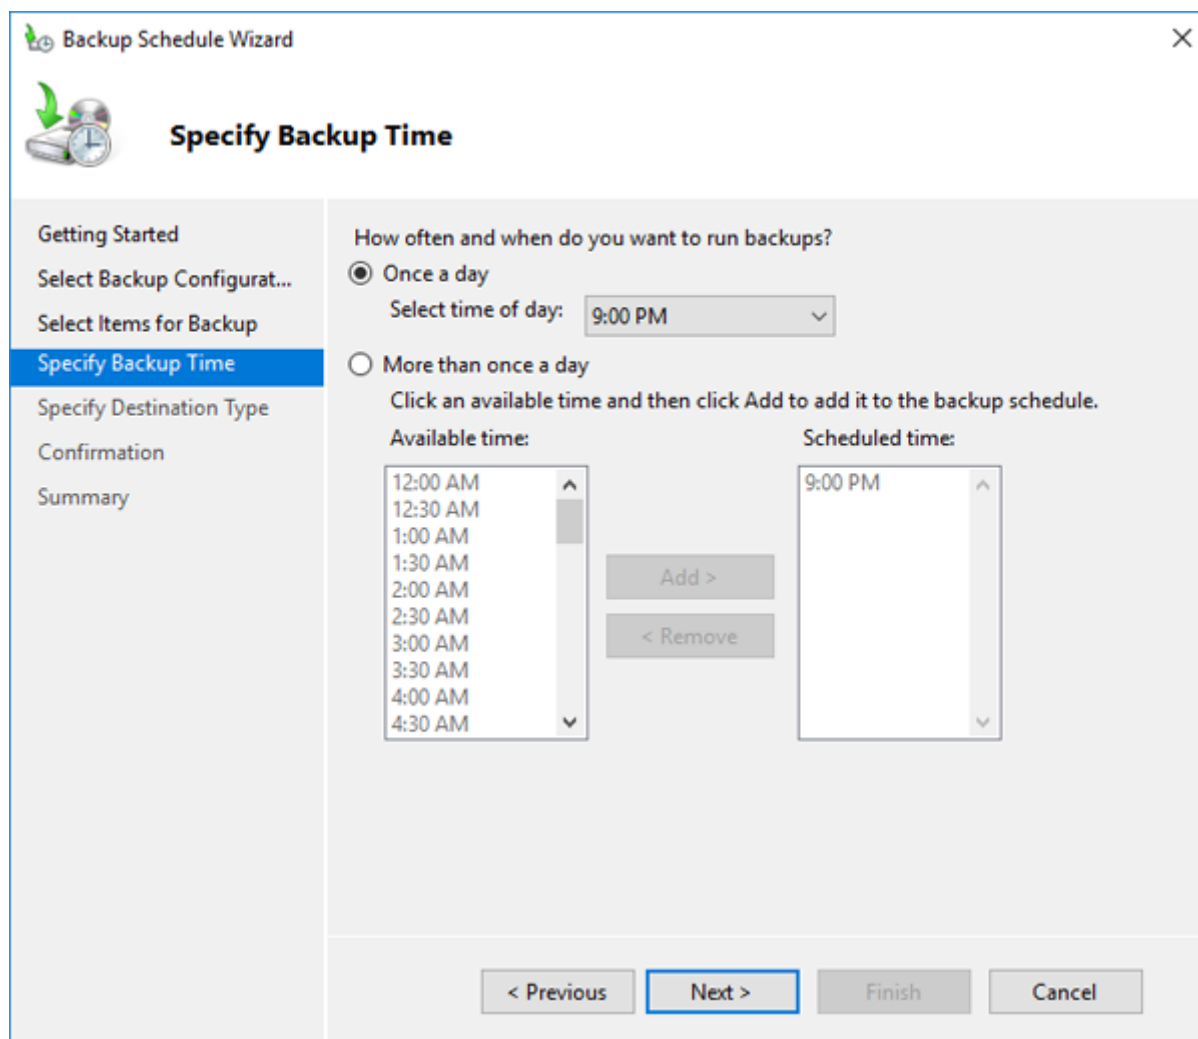 Backup Schedule Wizard
Specify Backup Time
Getting Started
Select Backup Configurat...
Select Items for Backup
Specify Backup Time
Specify Destination Type
Confirmation
Summary
How often and when do you want to run backups?
Once a day
Select time of day: 9:00 PM
More than once a day
Click an available time and then click Add to add it to the backup schedule.
Available time:
12:00 AM
12:30 AM
1:00 AM
1:30 AM
2:00 AM
2:30 AM
3:00 AM
3:30 AM
4:00 AM
4:30 AM
Add >
< Remove
Scheduled time:
9:00 PM
< Previous Next > Finish Cancel